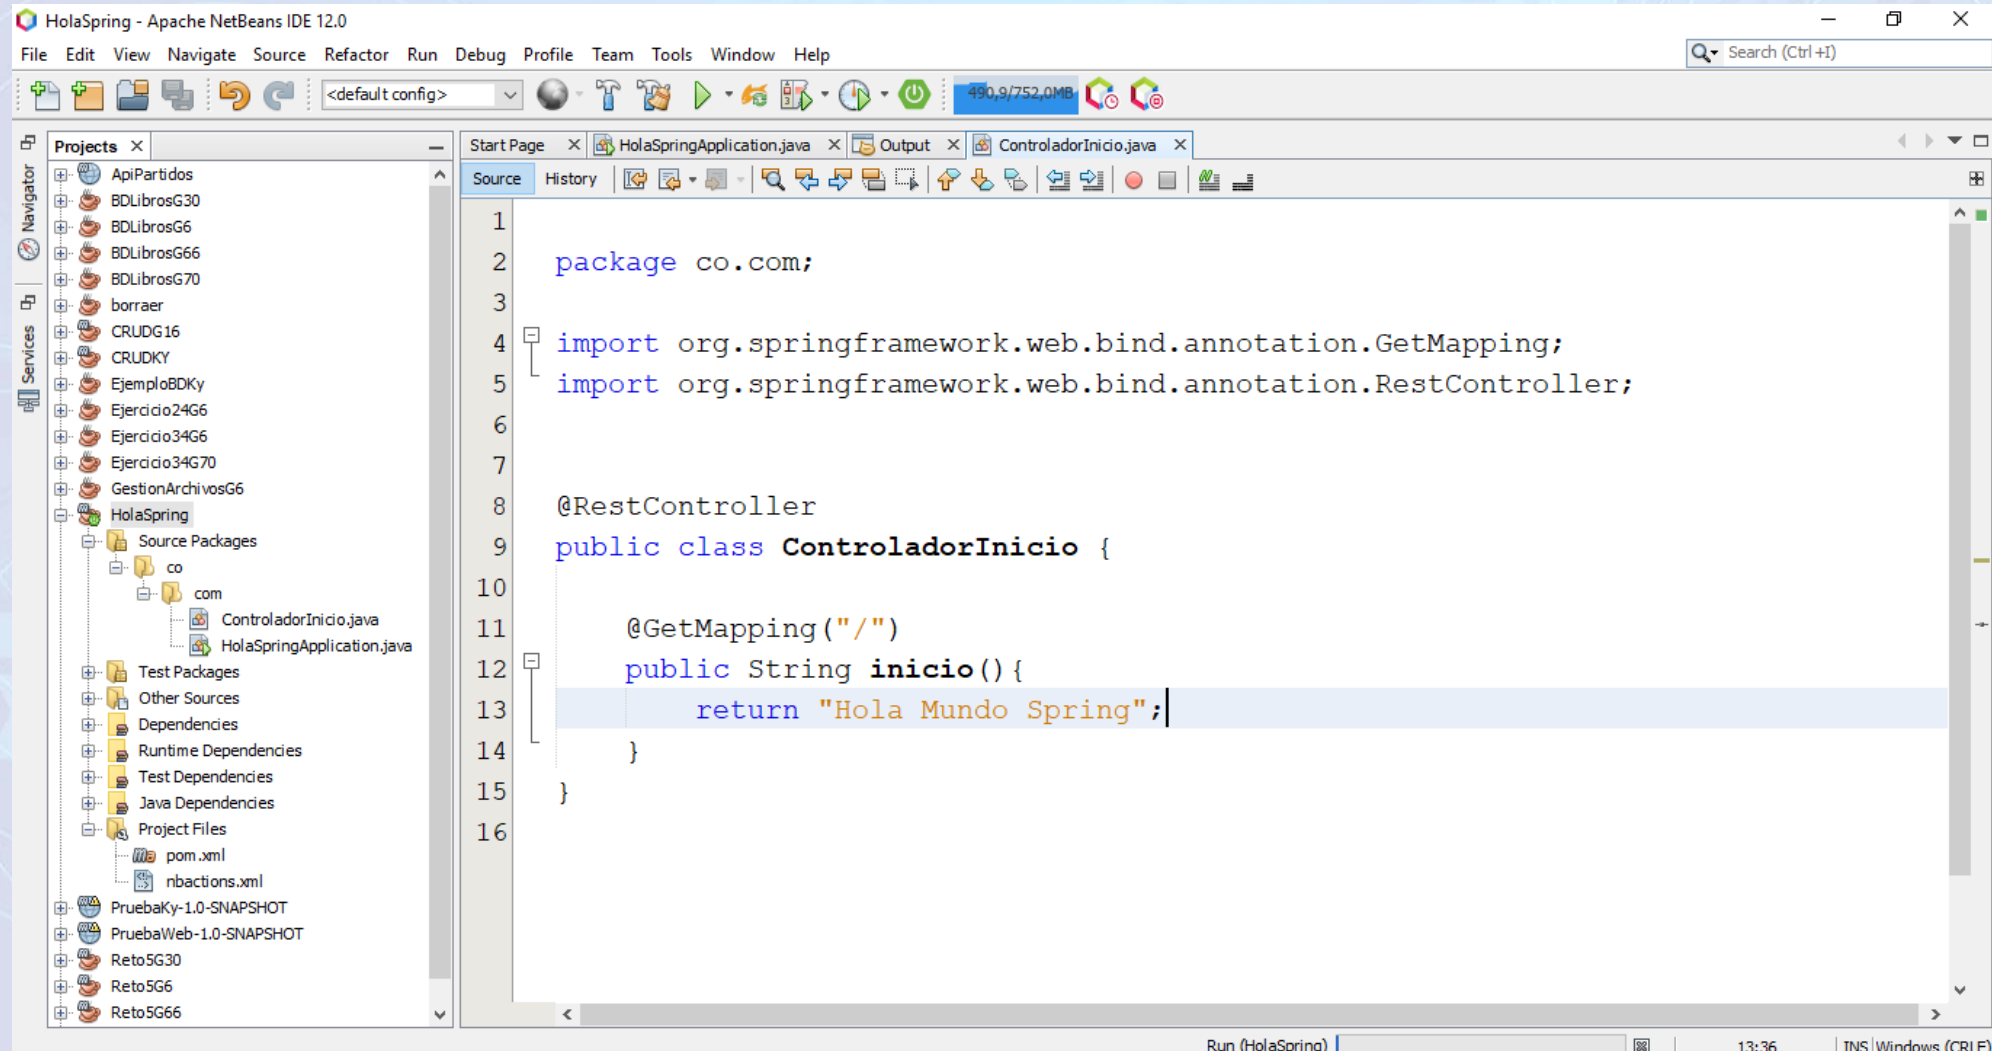 HolaSpring - Apache NetBeans IDE 12.0
File Edit View Navigate Source Refactor Run Debug Profile Team Tools Window Help
Search (Ctrl+I)
<default config>
490,9/752,0MB
Projects
Start Page
HolaSpringApplication.java
Output
ControladorInicio.java
Source History
Navigator
Services
ApiPartidos
BDLibrosG30
BDLibrosG6
BDLibrosG66
BDLibrosG70
borraer
CRUDG16
CRUDKY
EjemploBDKy
Ejercicio24G6
Ejercicio34G6
Ejercicio34G70
GestionArchivosG6
HolaSpring
Source Packages
co
com
ControladorInicio.java
HolaSpringApplication.java
Test Packages
Other Sources
Dependencies
Runtime Dependencies
Test Dependencies
Java Dependencies
Project Files
pom.xml
nbactions.xml
PruebaKy-1.0-SNAPSHOT
PruebaWeb-1.0-SNAPSHOT
Reto5G30
Reto5G6
Reto5G66
1
2 package co.com;
3
4 import org.springframework.web.bind.annotation.GetMapping;
5 import org.springframework.web.bind.annotation.RestController;
6
7
8 @RestController
9 public class ControladorInicio {
10
11 @GetMapping("/")
12 public String inicio(){
13 return "Hola Mundo Spring";
14 }
15 }
16
Run (HolaSpring)
13:36
INS
Windows (CRLF)